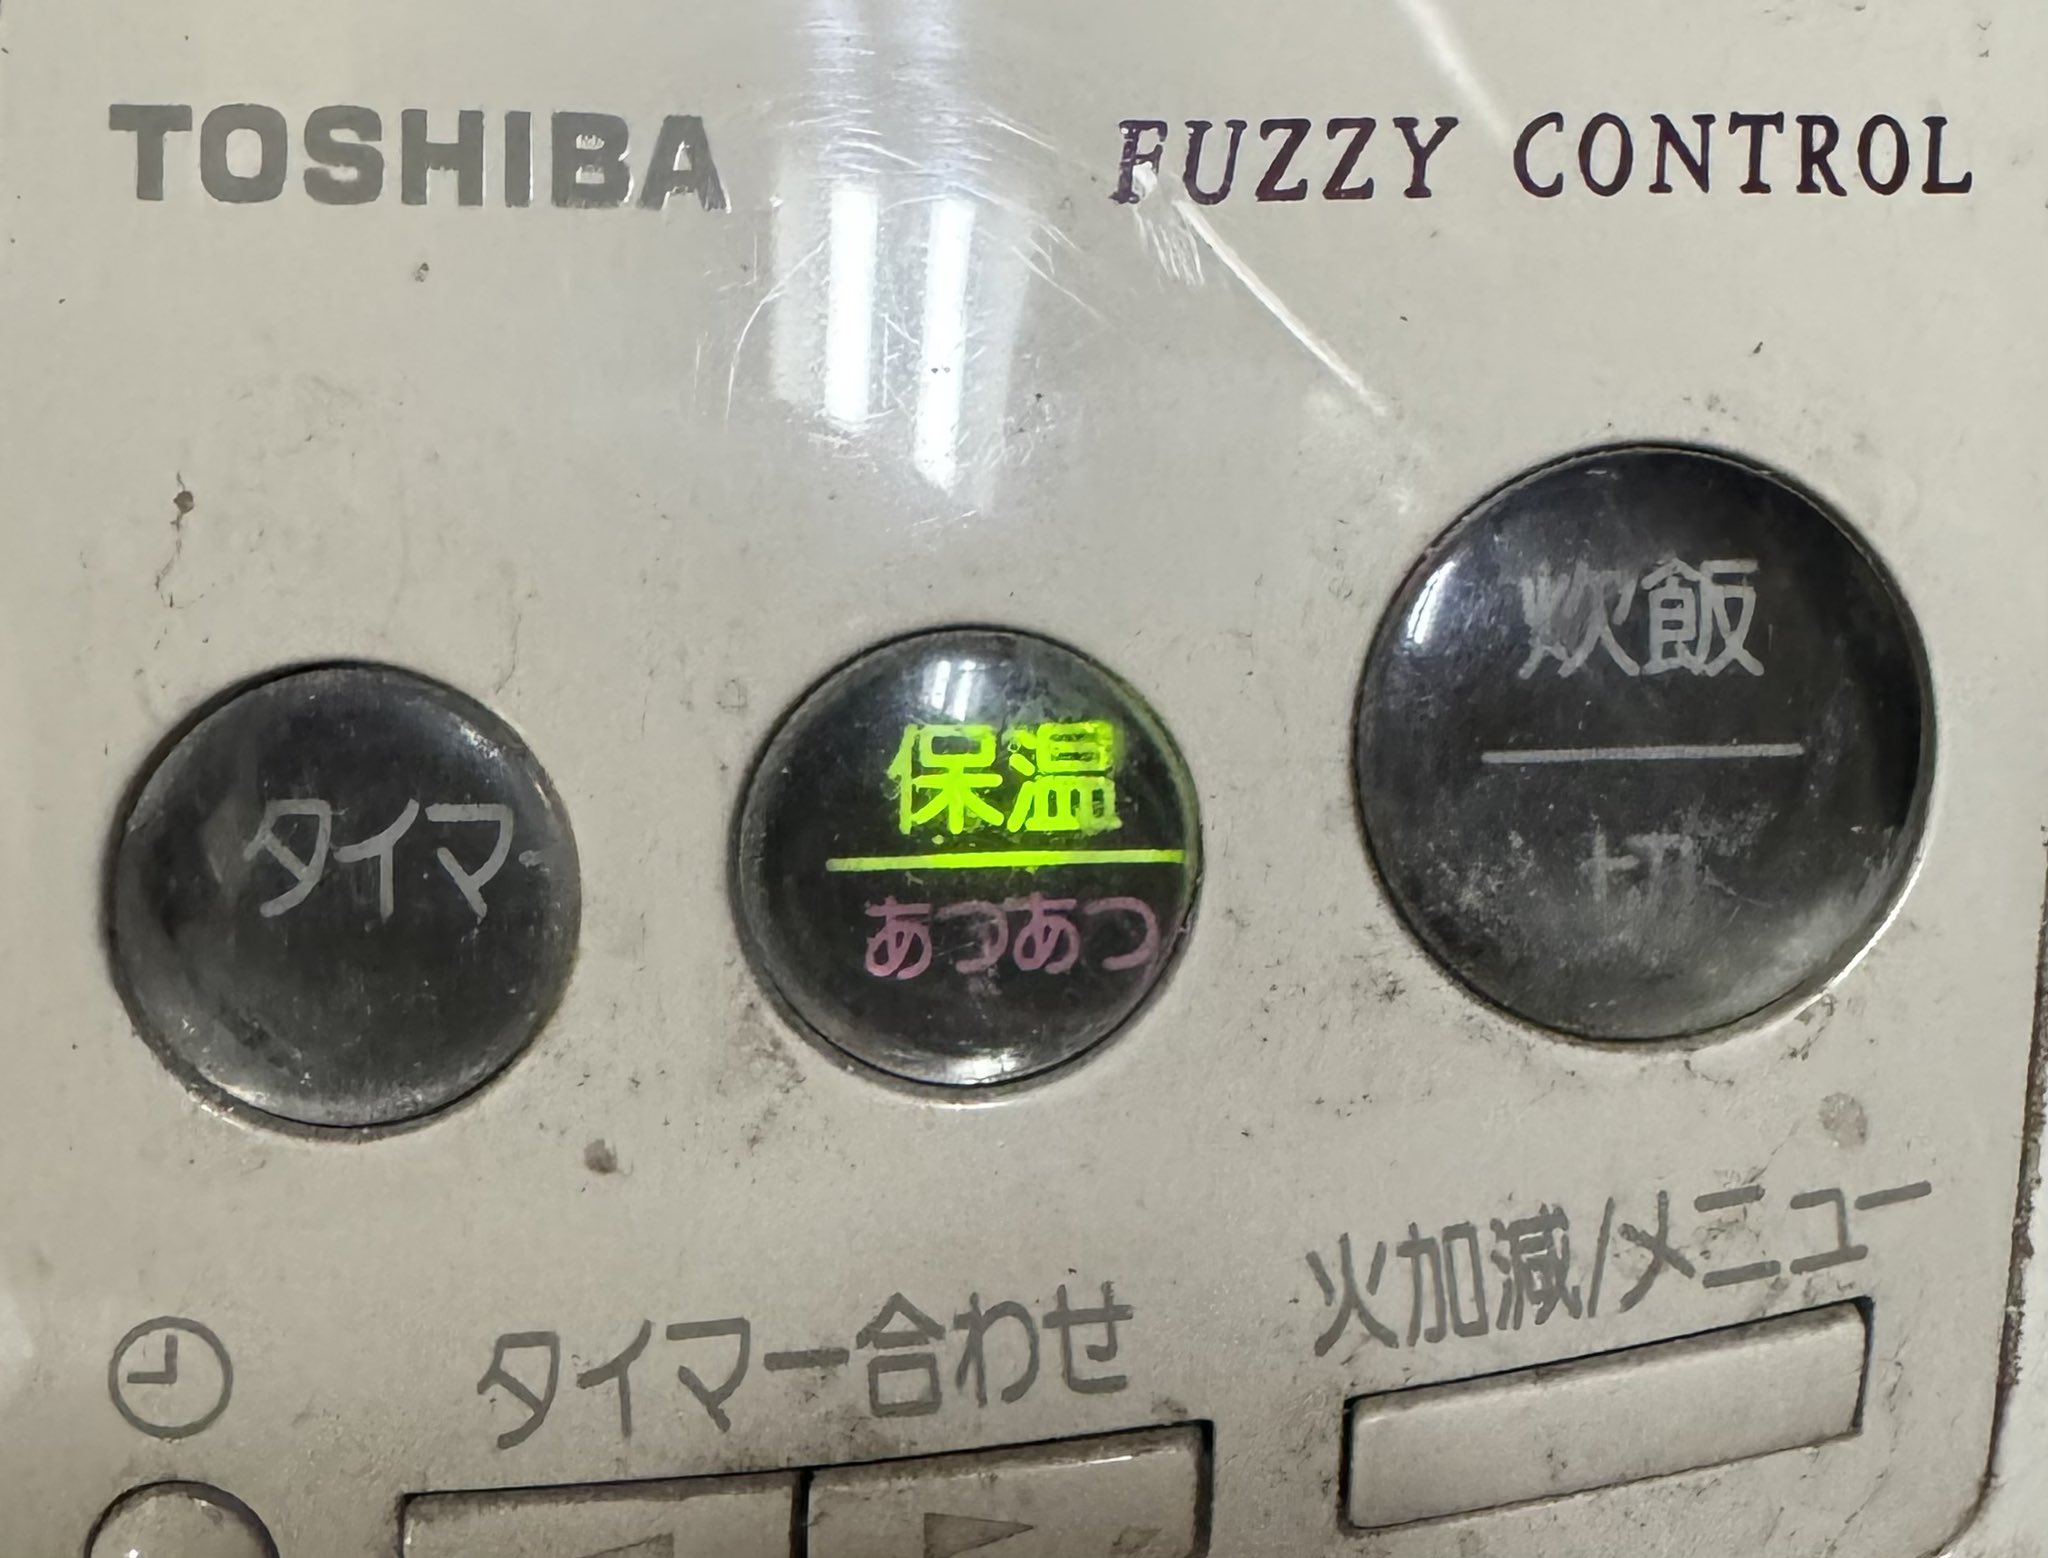 TOSHIBA
FUZZY CONTROL
タイマー
保温
あつあつ
炊飯
切
タイマー合わせ
火加減/メニュー